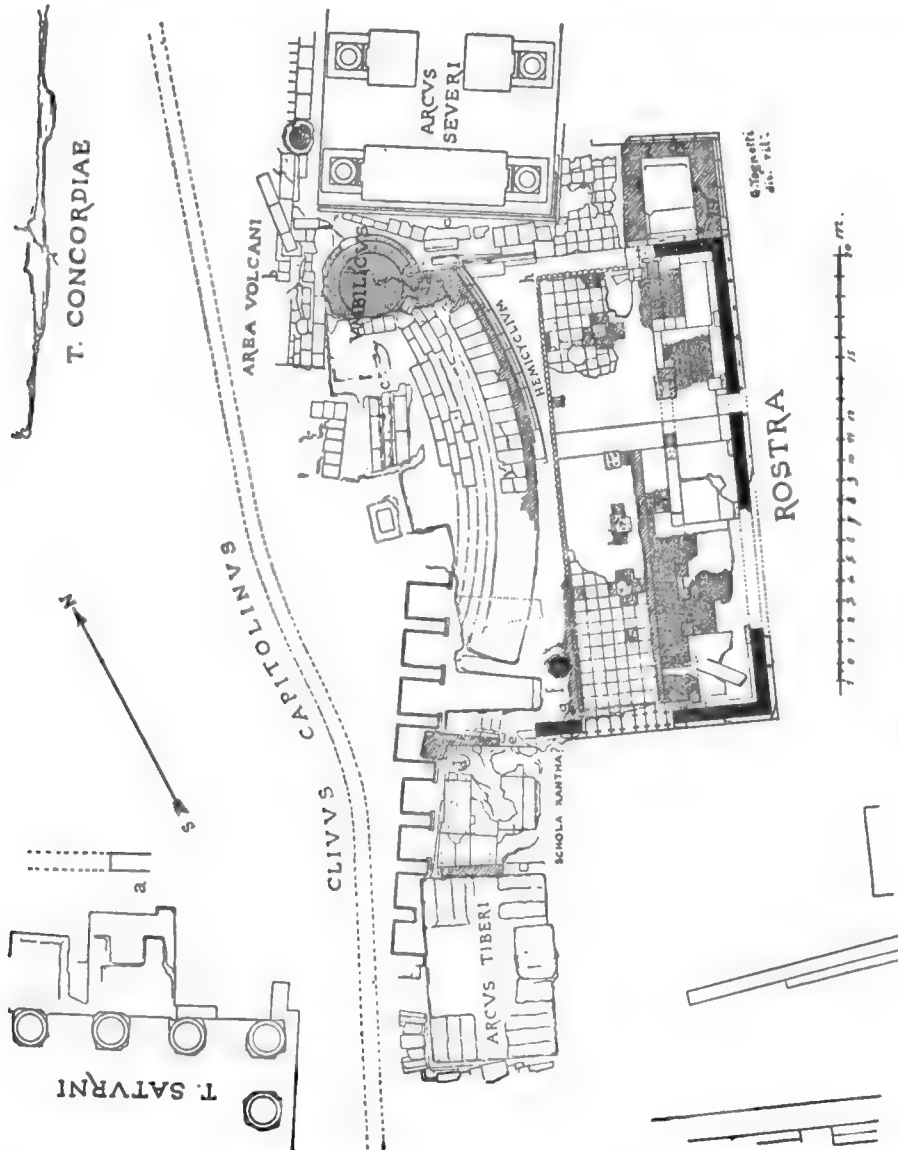 T. CONCORDIAE
ARCVS
SEVERI
AREA VOLCANI
VMBILICVS
HEMICYCLIVM
ROSTRA
N
S
CLIVVS CAPITOLINVS
SCHOLA XANTHA
ARCVS TIBERI
T. SATVRNI
a
c
d
e
f
g